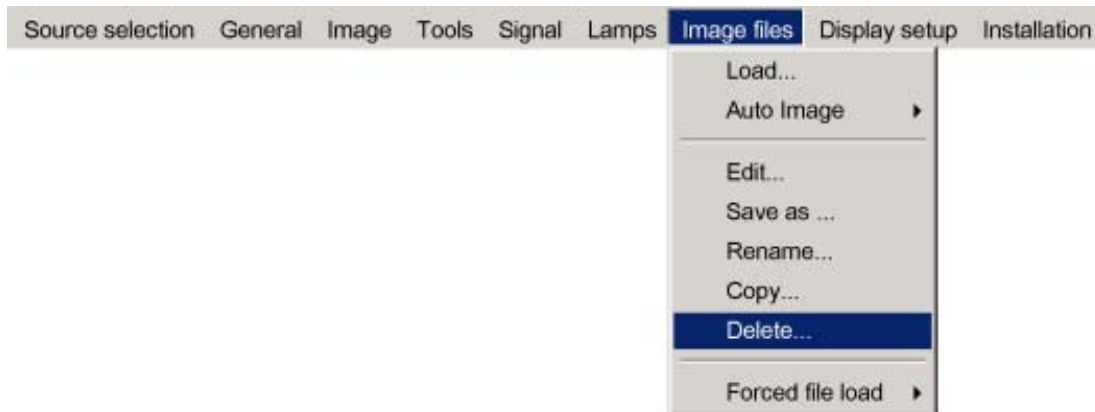 Source selection General Image Tools Signal Lamps Image files Display setup Installation
Load...
Auto Image
Edit...
Save as ...
Rename...
Copy...
Delete...
Forced file load